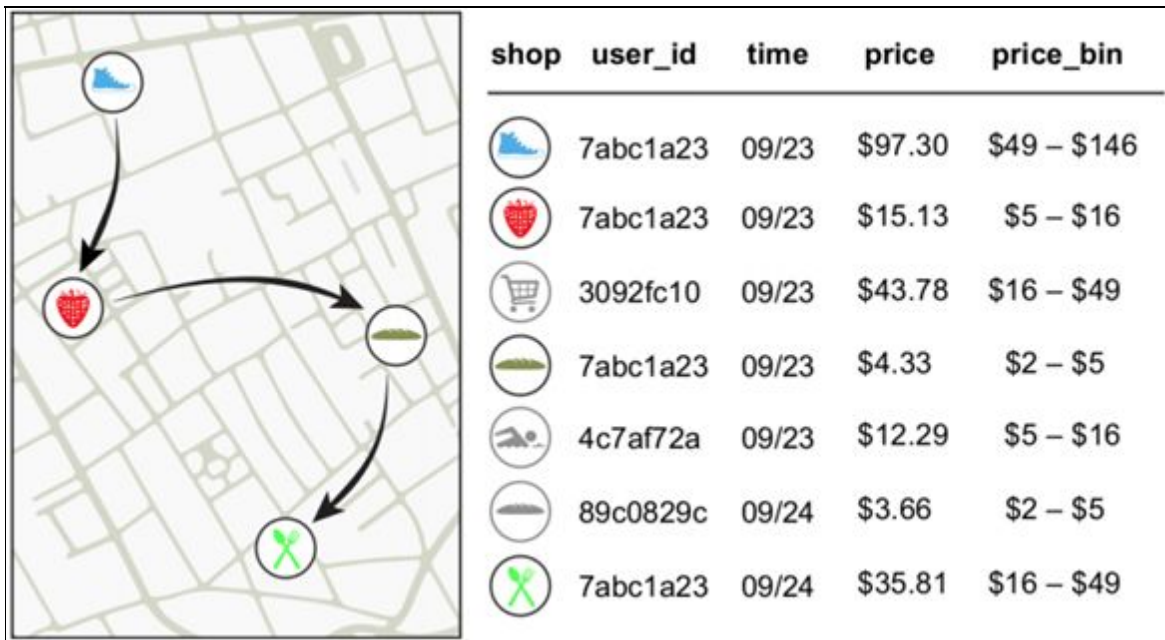 shop user_id time price price_bin
7abc1a23 09/23 $97.30 $49 – $146
7abc1a23 09/23 $15.13 $5 – $16
3092fc10 09/23 $43.78 $16 – $49
7abc1a23 09/23 $4.33 $2 – $5
4c7af72a 09/23 $12.29 $5 – $16
89c0829c 09/24 $3.66 $2 – $5
7abc1a23 09/24 $35.81 $16 – $49